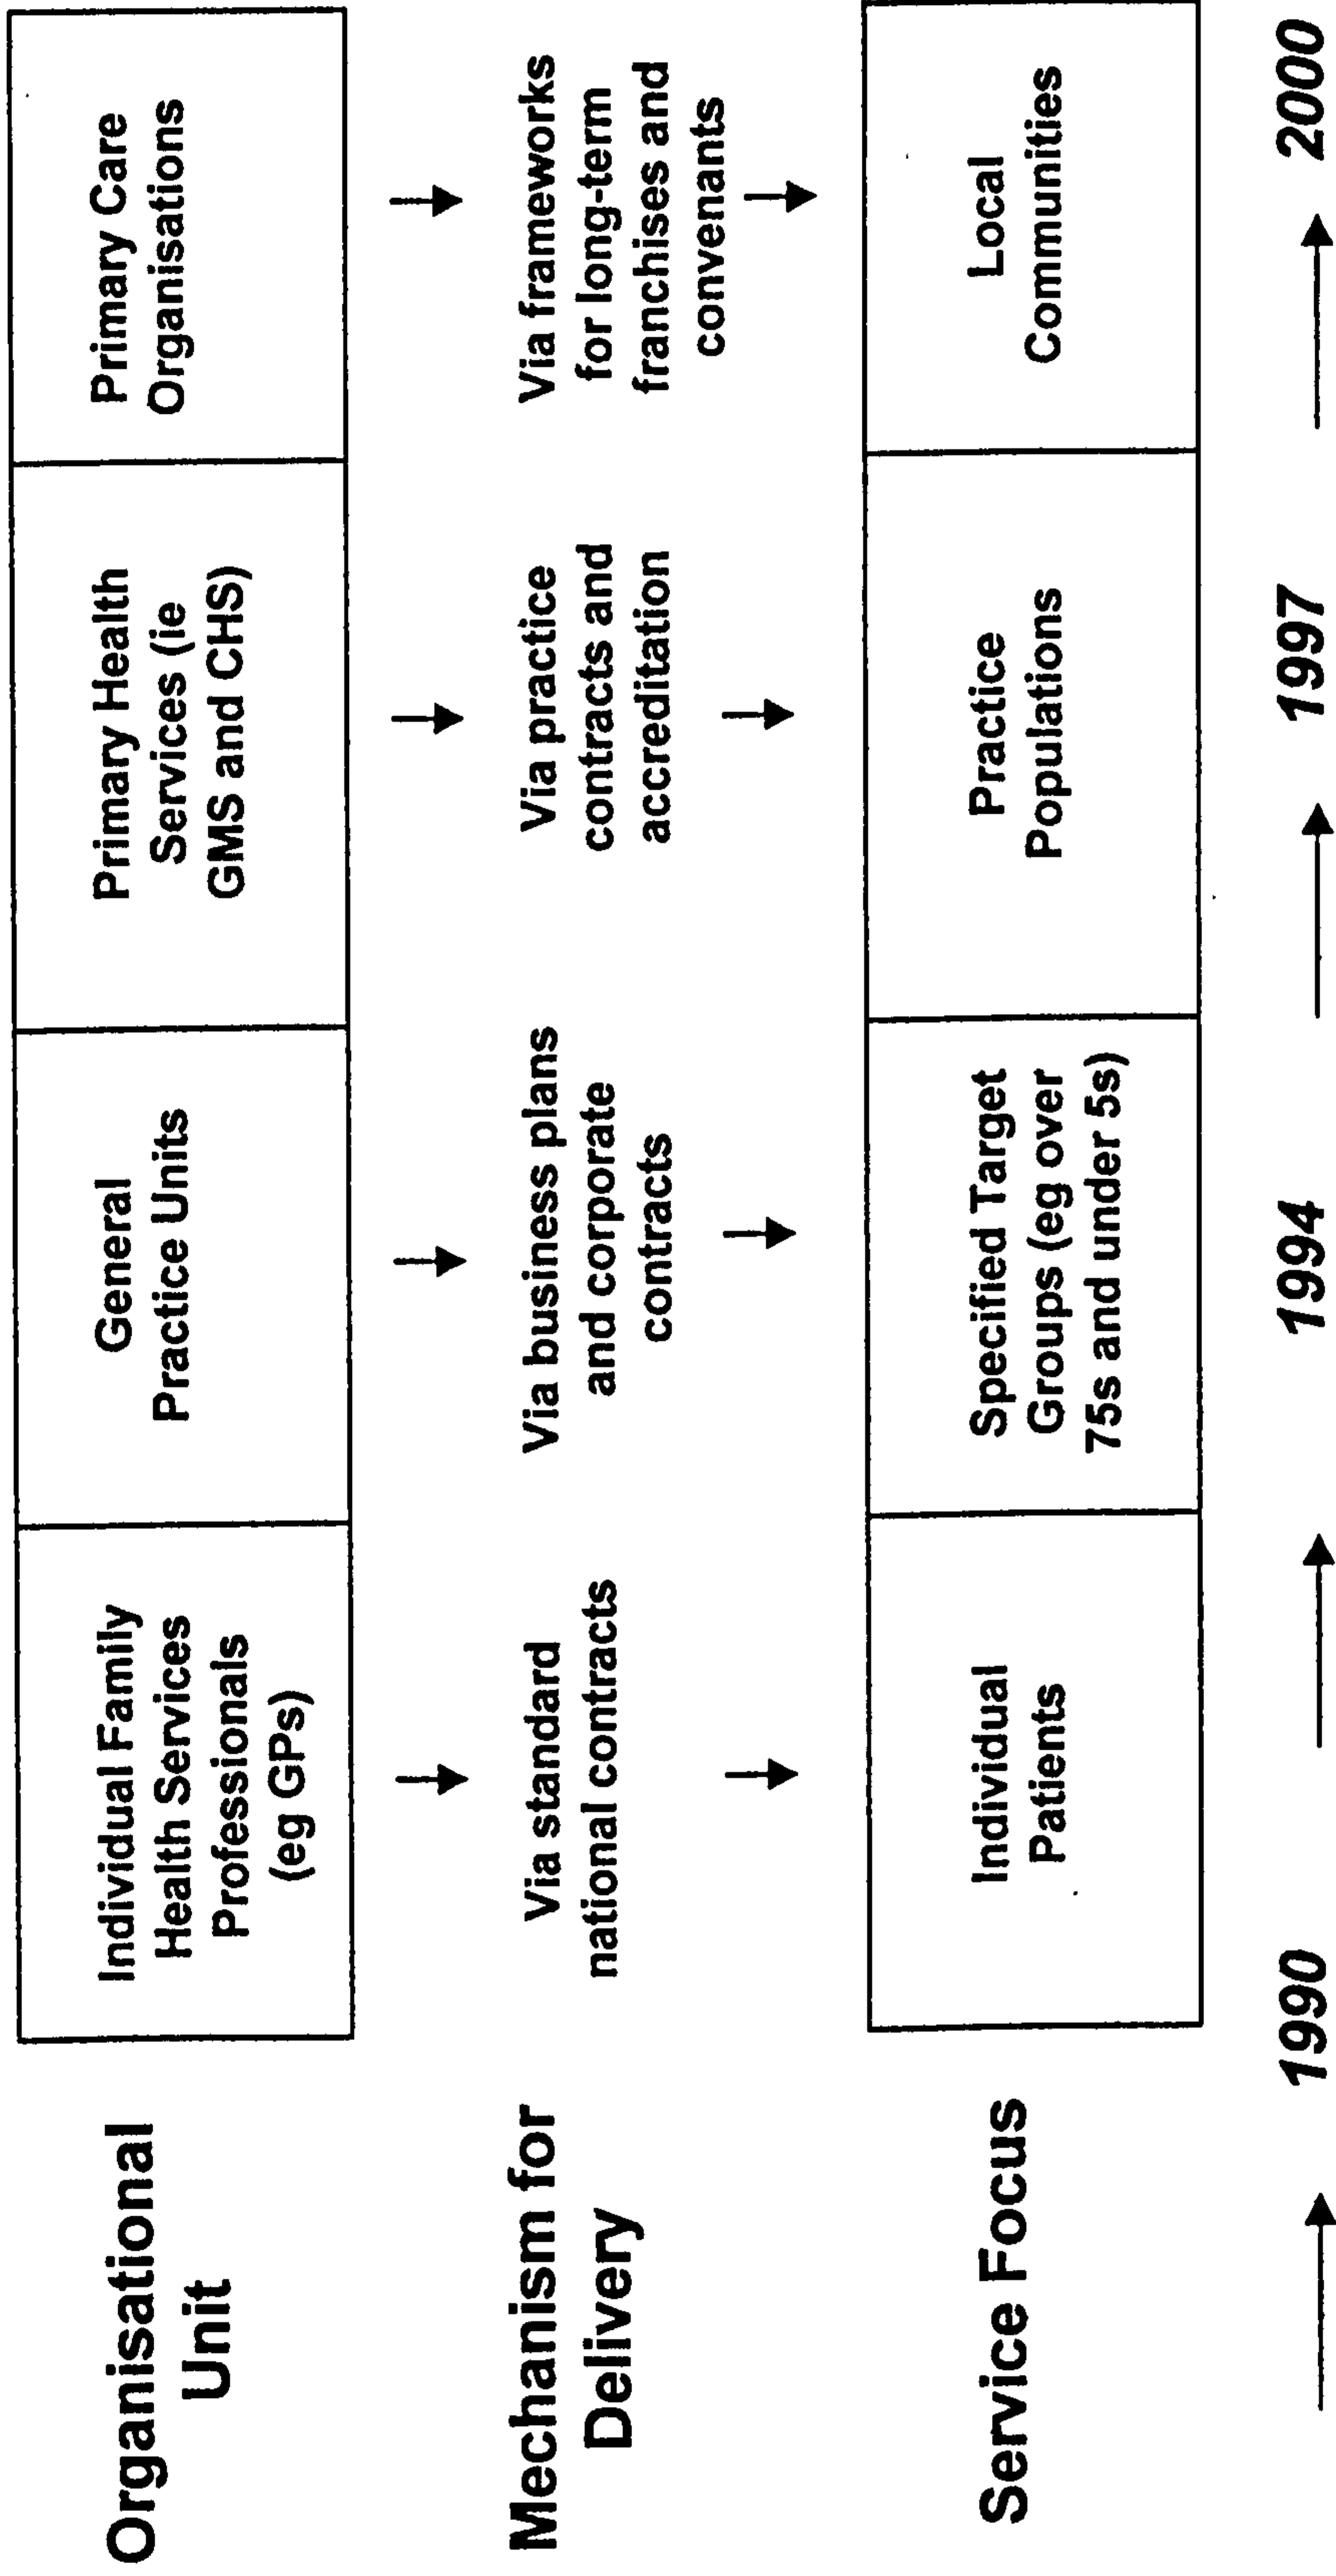 Organisational
Unit
Individual Family
Health Services
Professionals
(eg GPs)
General
Practice Units
Primary Health
Services (ie
GMS and CHS)
Primary Care
Organisations
Mechanism for
Delivery
Via standard
national contracts
Via business plans
and corporate
contracts
Via practice
contracts and
accreditation
Via frameworks
for long-term
franchises and
convenants
Service Focus
Individual
Patients
Specified Target
Groups (eg over
75s and under 5s)
Practice
Populations
Local
Communities
1990
1994
1997
2000